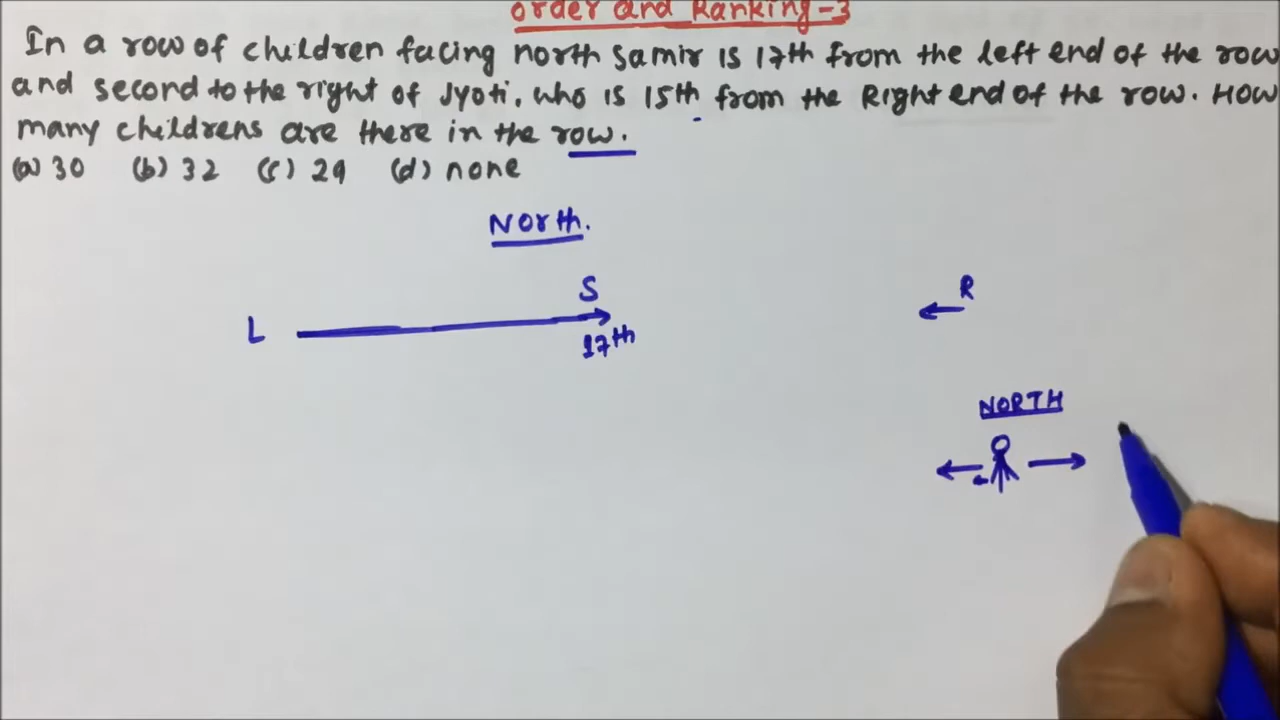 Order and Ranking-3
In a row of children facing north Samir is 17th from the left end of the row
and second to the right of Jyoti, who is 15th from the Right end of the row. How
many childrens are there in the row.
(a) 30 (b) 32 (c) 29 (d) none
North.
S
R
L
17th
NORTH